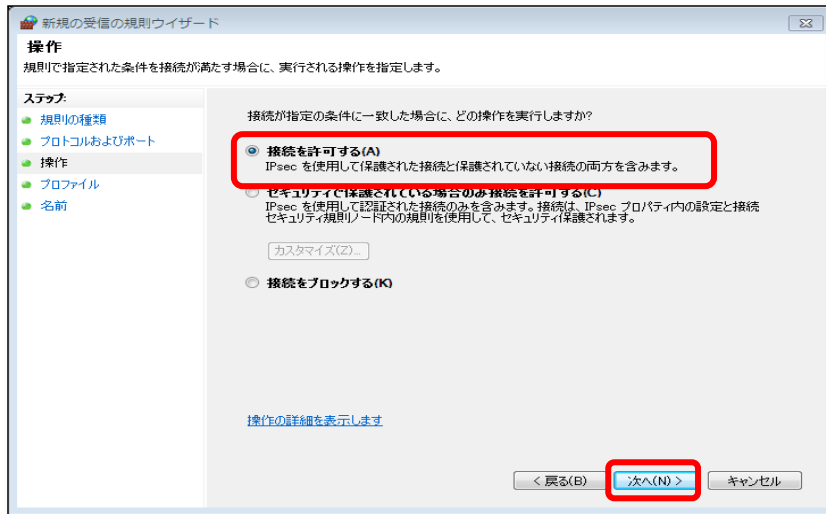 新規の受信の規則ウィザード
操作
規則で指定された条件を接続が満たす場合に、実行される操作を指定します。
ステップ:
規則の種類
プロトコルおよびポート
操作
プロファイル
名前
接続が指定の条件に一致した場合に、どの操作を実行しますか?
接続を許可する(A)
IPsec を使用して保護された接続と保護されていない接続の両方を含みます。
セキュリティで保護されている場合のみ接続を許可する(C)
IPsec を使用して認証された接続のみを含みます。接続は、IPsec プロパティ内の設定と接続
セキュリティ規則ノード内の規則を使用して、セキュリティ保護されます。
カスタマイズ(Z)...
接続をブロックする(K)
操作の詳細を表示します
< 戻る(B)
次へ(N) >
キャンセル